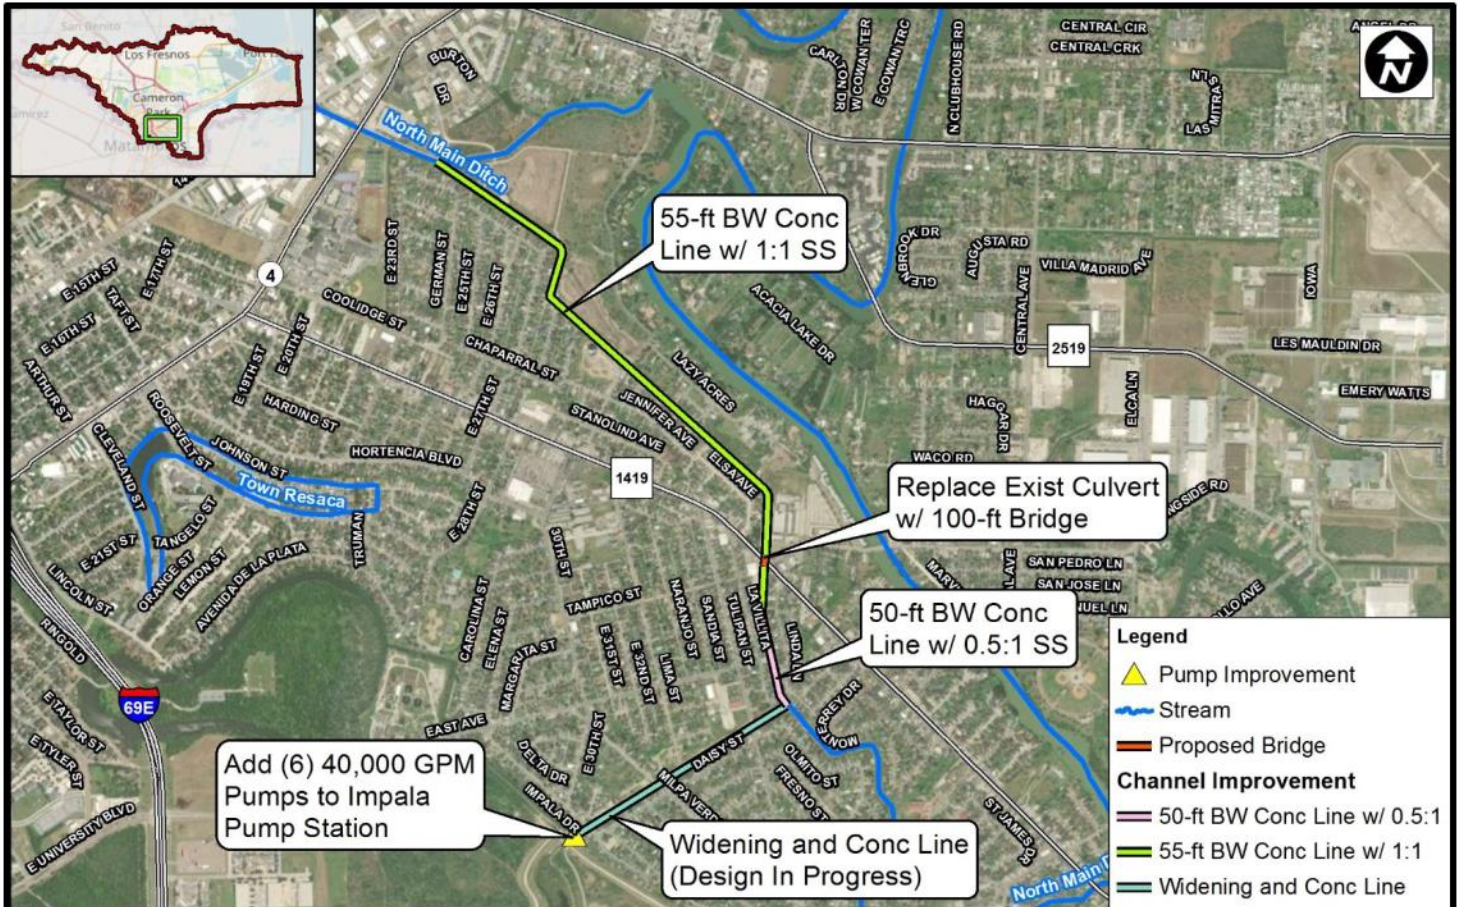 San Benito
Los Fresnos
Cameron
Park
N
BURTON
DR
CARLTON DR
W COWAN TER
E COWAN TRC
N CLUBHOUSE RD
CENTRAL CIR
CENTRAL CRK
LAS MITRAS LN
North Main Ditch
55-ft BW Conc
Line w/ 1:1 SS
E 15TH ST
E 17TH ST
TAFT ST
E 16TH ST
ARTHUR ST
4
E 23RD ST
GERMAN ST
E 25TH ST
E 26TH ST
COOLIDGE ST
CHAPARRAL ST
E 19TH ST
E 20TH ST
HARDING ST
E 27TH ST
GLENBROOK DR
AUGUSTA RD
VILLA MADRID AVE
CENTRAL AVE
IOWA
ACACIA LAKE DR
2519
LES MAULDIN DR
ELCA LN
EMERY WATTS
LAZY ACRES
JENNIFER AVE
STANOLIND AVE
ELSA AVE
HAGGAR DR
WACO RD
CLEVELAND ST
ROOSEVELT ST
JOHNSON ST
HORTENCIA BLVD
Town Resaca
TANGELO ST
TRUMAN
E 28TH ST
1419
Replace Exist Culvert
w/ 100-ft Bridge
E 21ST ST
LINCOLN ST
ORANGE ST
LEMON ST
AVENIDA DE LA PLATA
RINGOLD
30TH ST
TAMPICO ST
CAROLINA ST
ELENA ST
MARGARITA ST
E 31ST ST
E 32ND ST
LIMA ST
NARANJO ST
SANDIA ST
TULIPAN ST
LA VILLITA
LINDA LN
SAN PEDRO LN
SAN JOSE LN
50-ft BW Conc
Line w/ 0.5:1 SS
69E
E TAYLOR ST
E TYLER ST
E UNIVERSITY BLVD
EAST AVE
DELTA DR
E 30TH ST
IMPALA DR
MILPA VERDE
DAISY ST
MONTERREY DR
OLMITO ST
FRESNO ST
ST JAMES DR
Add (6) 40,000 GPM
Pumps to Impala
Pump Station
Widening and Conc Line
(Design In Progress)
North Main D
Legend
Pump Improvement
Stream
Proposed Bridge
Channel Improvement
50-ft BW Conc Line w/ 0.5:1
55-ft BW Conc Line w/ 1:1
Widening and Conc Line